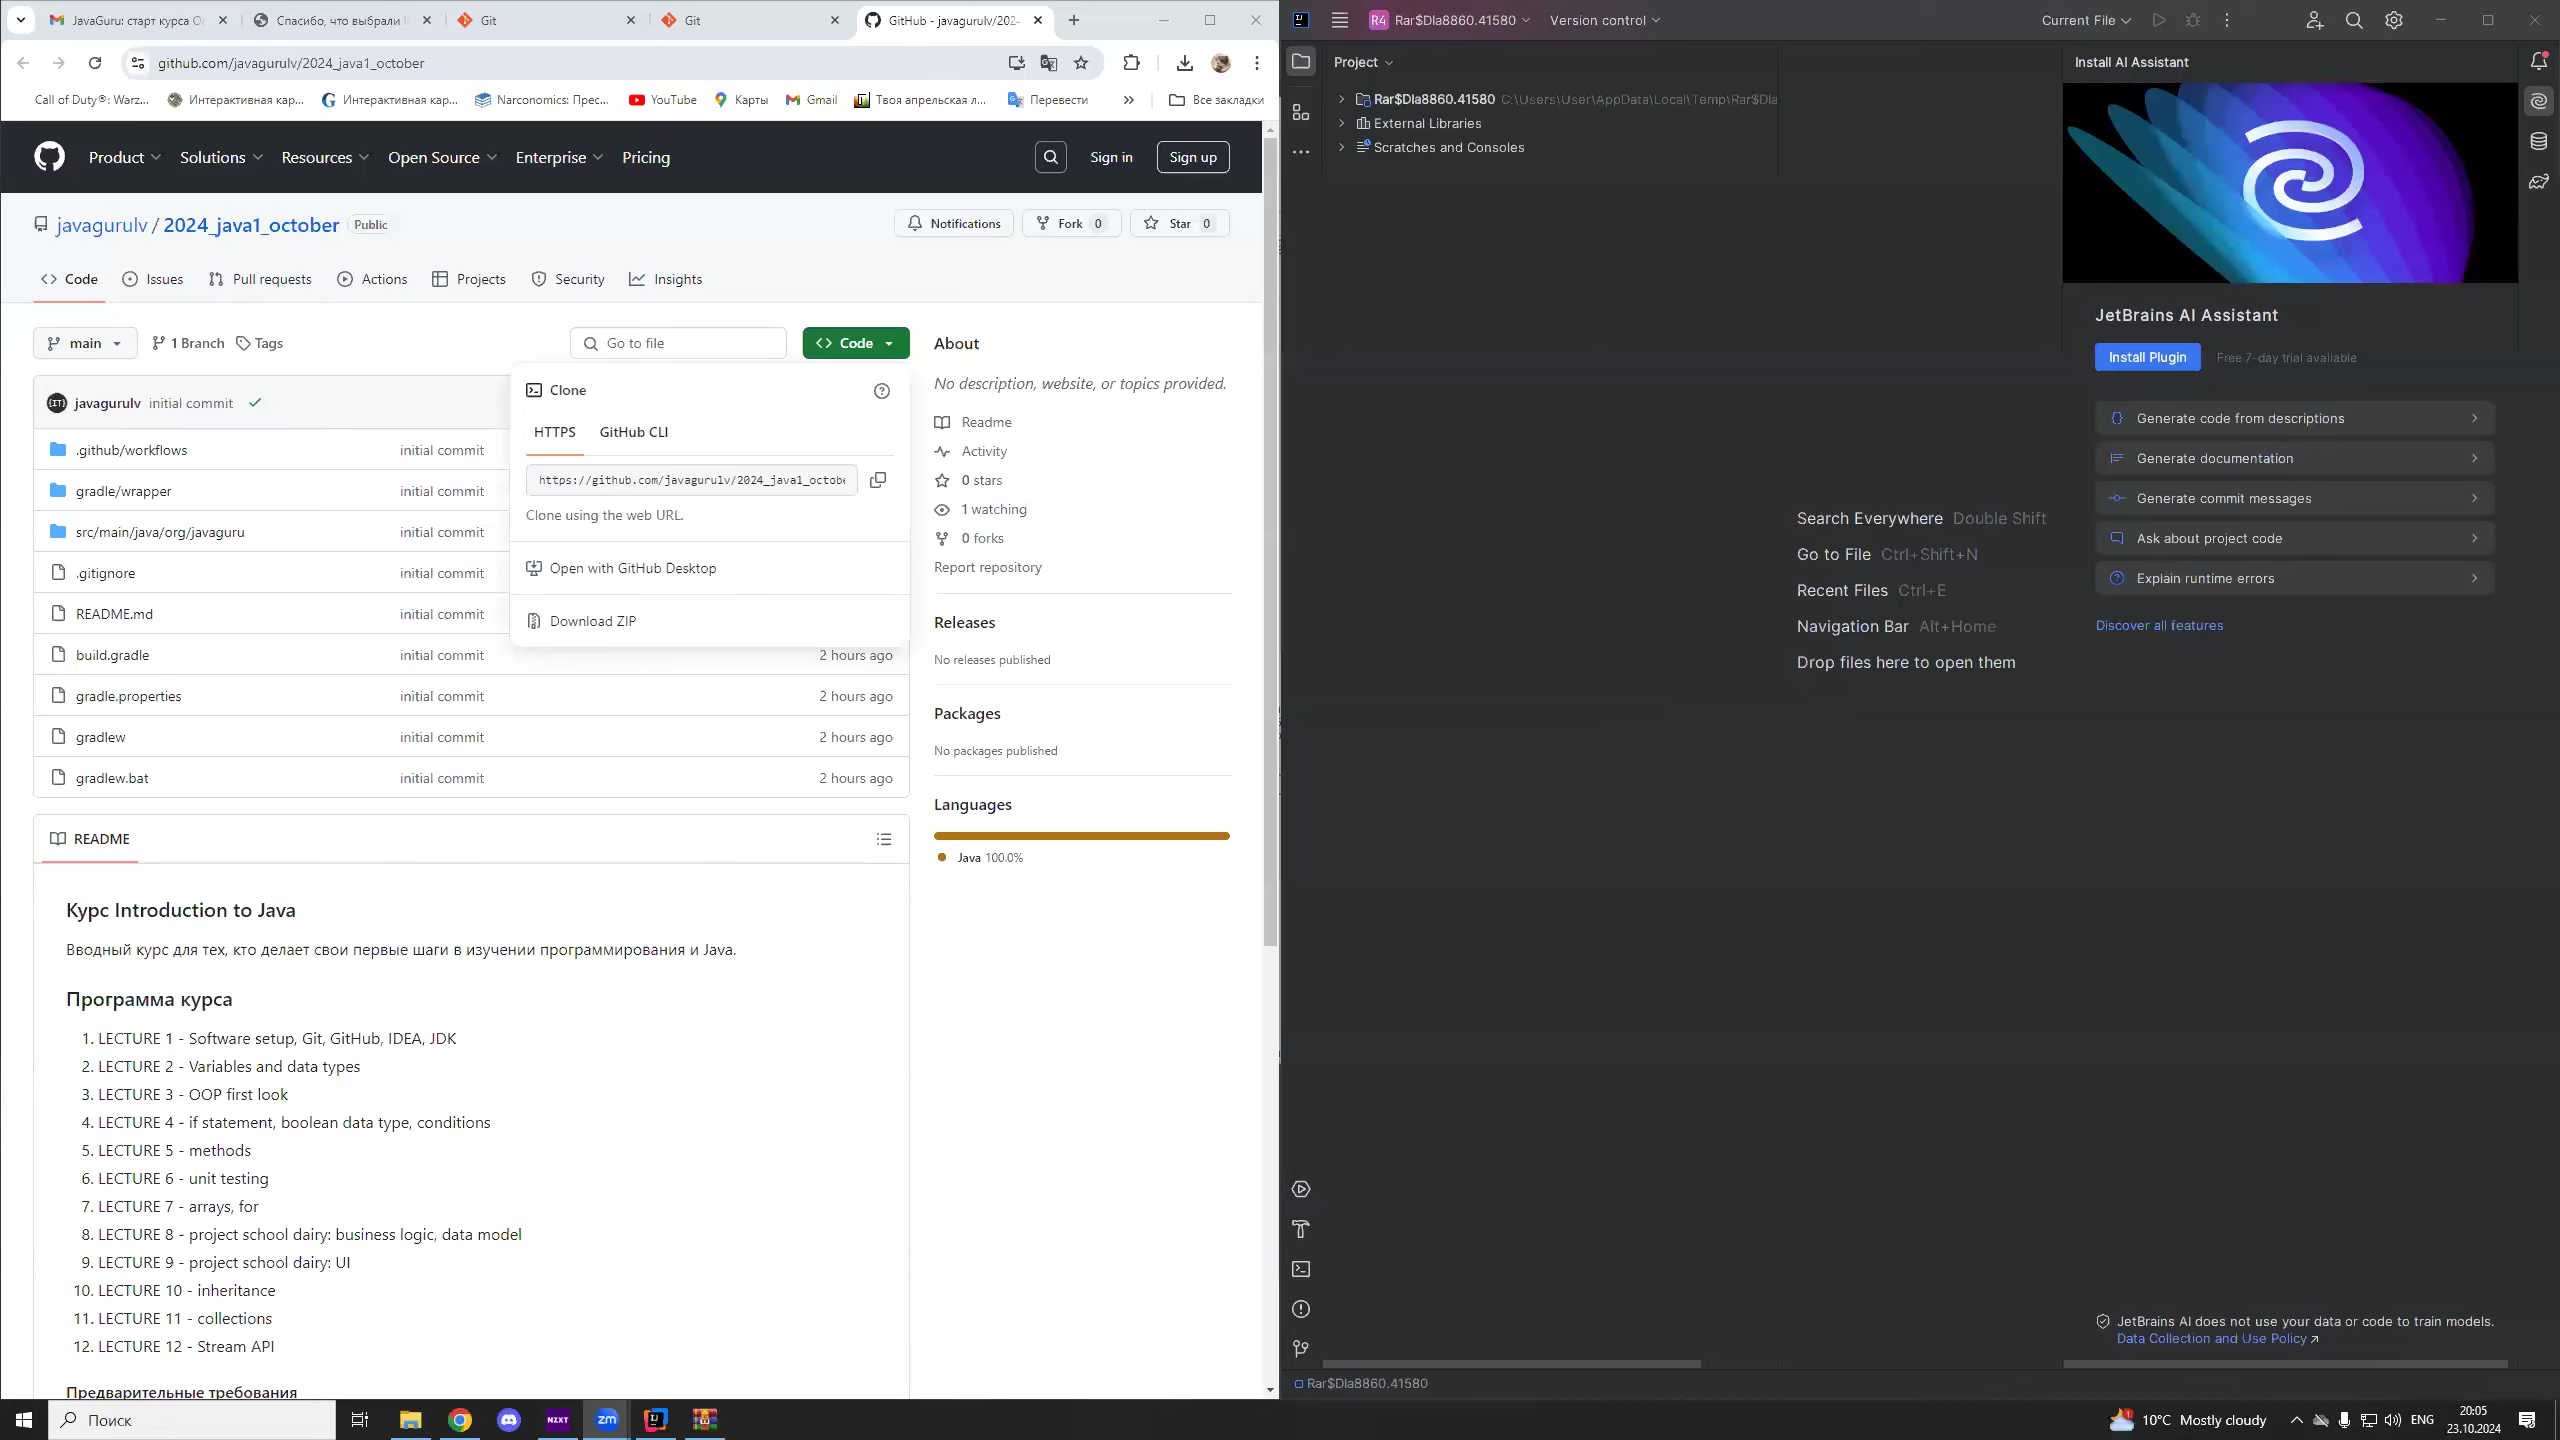 JavaGuru: старт курса Ос
Спасибо, что выбрали
Git
Git
GitHub - javagurulv/202
github.com/javagurulv/2024_java1_october
Call of Duty®: Warz...
Интерактивная кар...
Интерактивная кар...
Narconomics: Прес...
YouTube
Карты
Gmail
Твоя апрельская л...
Перевести
»
Все закладки
Product
Solutions
Resources
Open Source
Enterprise
Pricing
Sign in
Sign up
javagurulv / 2024_java1_october
Public
Notifications
Fork 0
Star 0
Code
Issues
Pull requests
Actions
Projects
Security
Insights
main
1 Branch
Tags
Go to file
Code
javagurulv initial commit
Clone
HTTPS
GitHub CLI
https://github.com/javagurulv/2024_java1_octobe
Clone using the web URL.
Open with GitHub Desktop
Download ZIP
.github/workflows initial commit
gradle/wrapper initial commit
src/main/java/org/javaguru initial commit
.gitignore initial commit
README.md initial commit
build.gradle initial commit 2 hours ago
gradle.properties initial commit 2 hours ago
gradlew initial commit 2 hours ago
gradlew.bat initial commit 2 hours ago
About
No description, website, or topics provided.
Readme
Activity
0 stars
1 watching
0 forks
Report repository
Releases
No releases published
Packages
No packages published
Languages
Java 100.0%
README
Курс Introduction to Java
Вводный курс для тех, кто делает свои первые шаги в изучении программирования и Java.
Программа курса
1. LECTURE 1 - Software setup, Git, GitHub, IDEA, JDK
2. LECTURE 2 - Variables and data types
3. LECTURE 3 - OOP first look
4. LECTURE 4 - if statement, boolean data type, conditions
5. LECTURE 5 - methods
6. LECTURE 6 - unit testing
7. LECTURE 7 - arrays, for
8. LECTURE 8 - project school dairy: business logic, data model
9. LECTURE 9 - project school dairy: UI
10. LECTURE 10 - inheritance
11. LECTURE 11 - collections
12. LECTURE 12 - Stream API
Предварительные требования
R4 Rar$DIa8860.41580
Version control
Current File
Project
Rar$DIa8860.41580 C:\Users\User\AppData\Local\Temp\Rar$DIa
External Libraries
Scratches and Consoles
Search Everywhere Double Shift
Go to File Ctrl+Shift+N
Recent Files Ctrl+E
Navigation Bar Alt+Home
Drop files here to open them
Install AI Assistant
JetBrains AI Assistant
Install Plugin
Free 7-day trial available
Generate code from descriptions
Generate documentation
Generate commit messages
Ask about project code
Explain runtime errors
Discover all features
JetBrains AI does not use your data or code to train models.
Data Collection and Use Policy ↗
Rar$DIa8860.41580
Поиск
NZXT
zm
10°C Mostly cloudy
ENG
20:05
23.10.2024